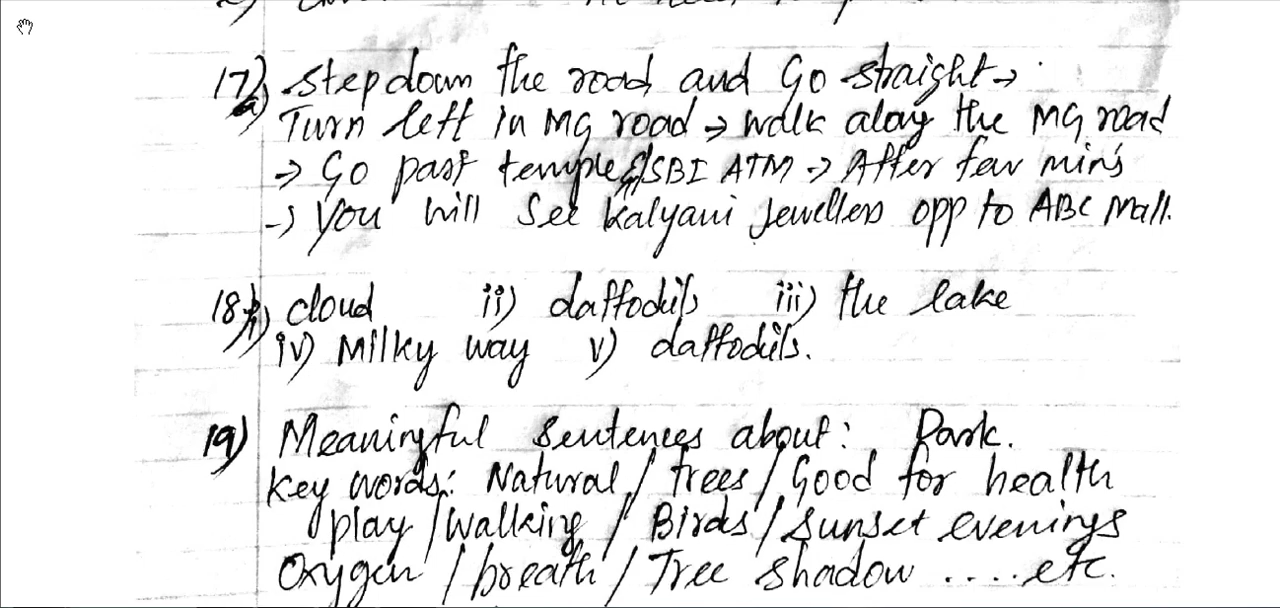 17) a) Step down the road and Go straight →
Turn left in MG road → walk along the MG road
→ Go past temple & SBI ATM → After few mins
→ You will See Kalyani Jewellers opp to ABC Mall.
18) i) cloud ii) daffodils iii) the lake
iv) Milky way v) daffodils.
19) Meaningful Sentences about: Park.
Key words: Natural / trees / Good for health
play / walking / Birds / Sunset evenings
Oxygen / breath / Tree shadow .... etc.